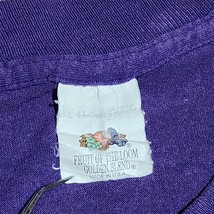 FRUIT OF THE LOOM
GOLDEN BLEND®
MADE IN U.S.A.